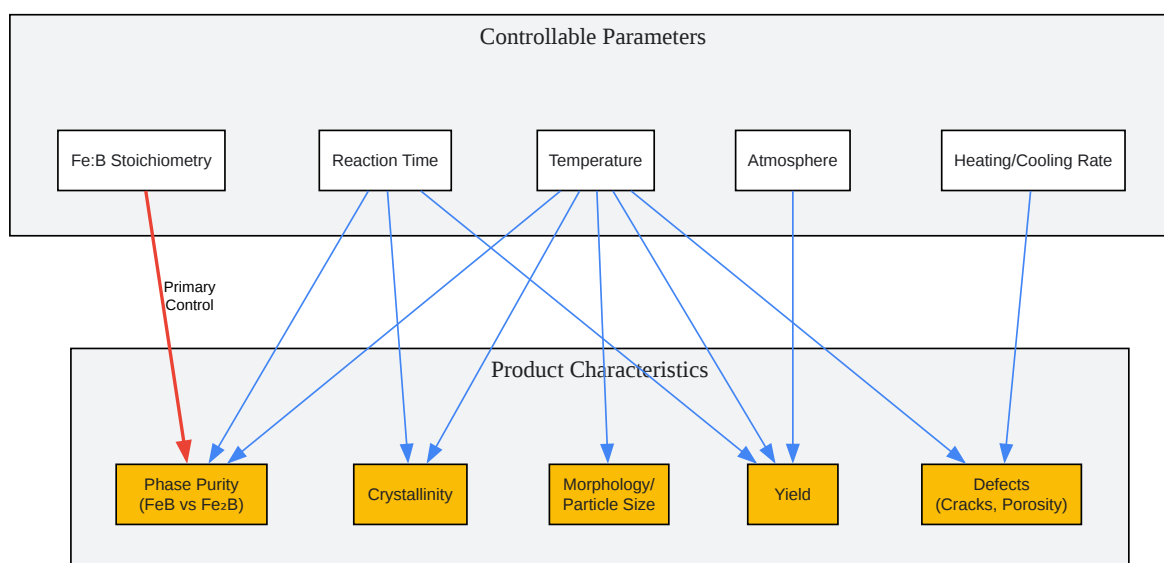 Controllable Parameters
Fe:B Stoichiometry
Reaction Time
Temperature
Atmosphere
Heating/Cooling Rate
Primary
Control
Product Characteristics
Phase Purity
(FeB vs Fe₂B)
Crystallinity
Morphology/
Particle Size
Yield
Defects
(Cracks, Porosity)